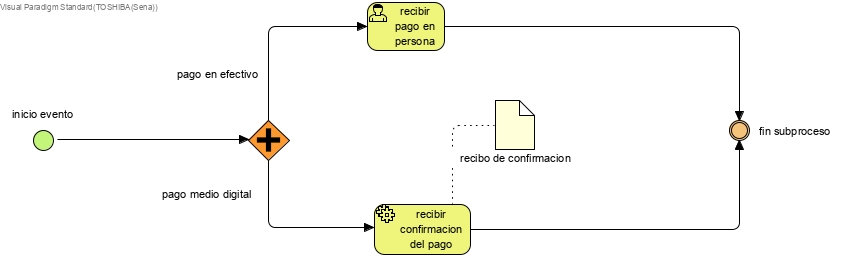 Visual Paradigm Standard(TOSHIBA(Sena))
recibir
pago en
persona
pago en efectivo
inicio evento
fin subproceso
recibo de confirmacion
pago medio digital
recibir
confirmacion
del pago